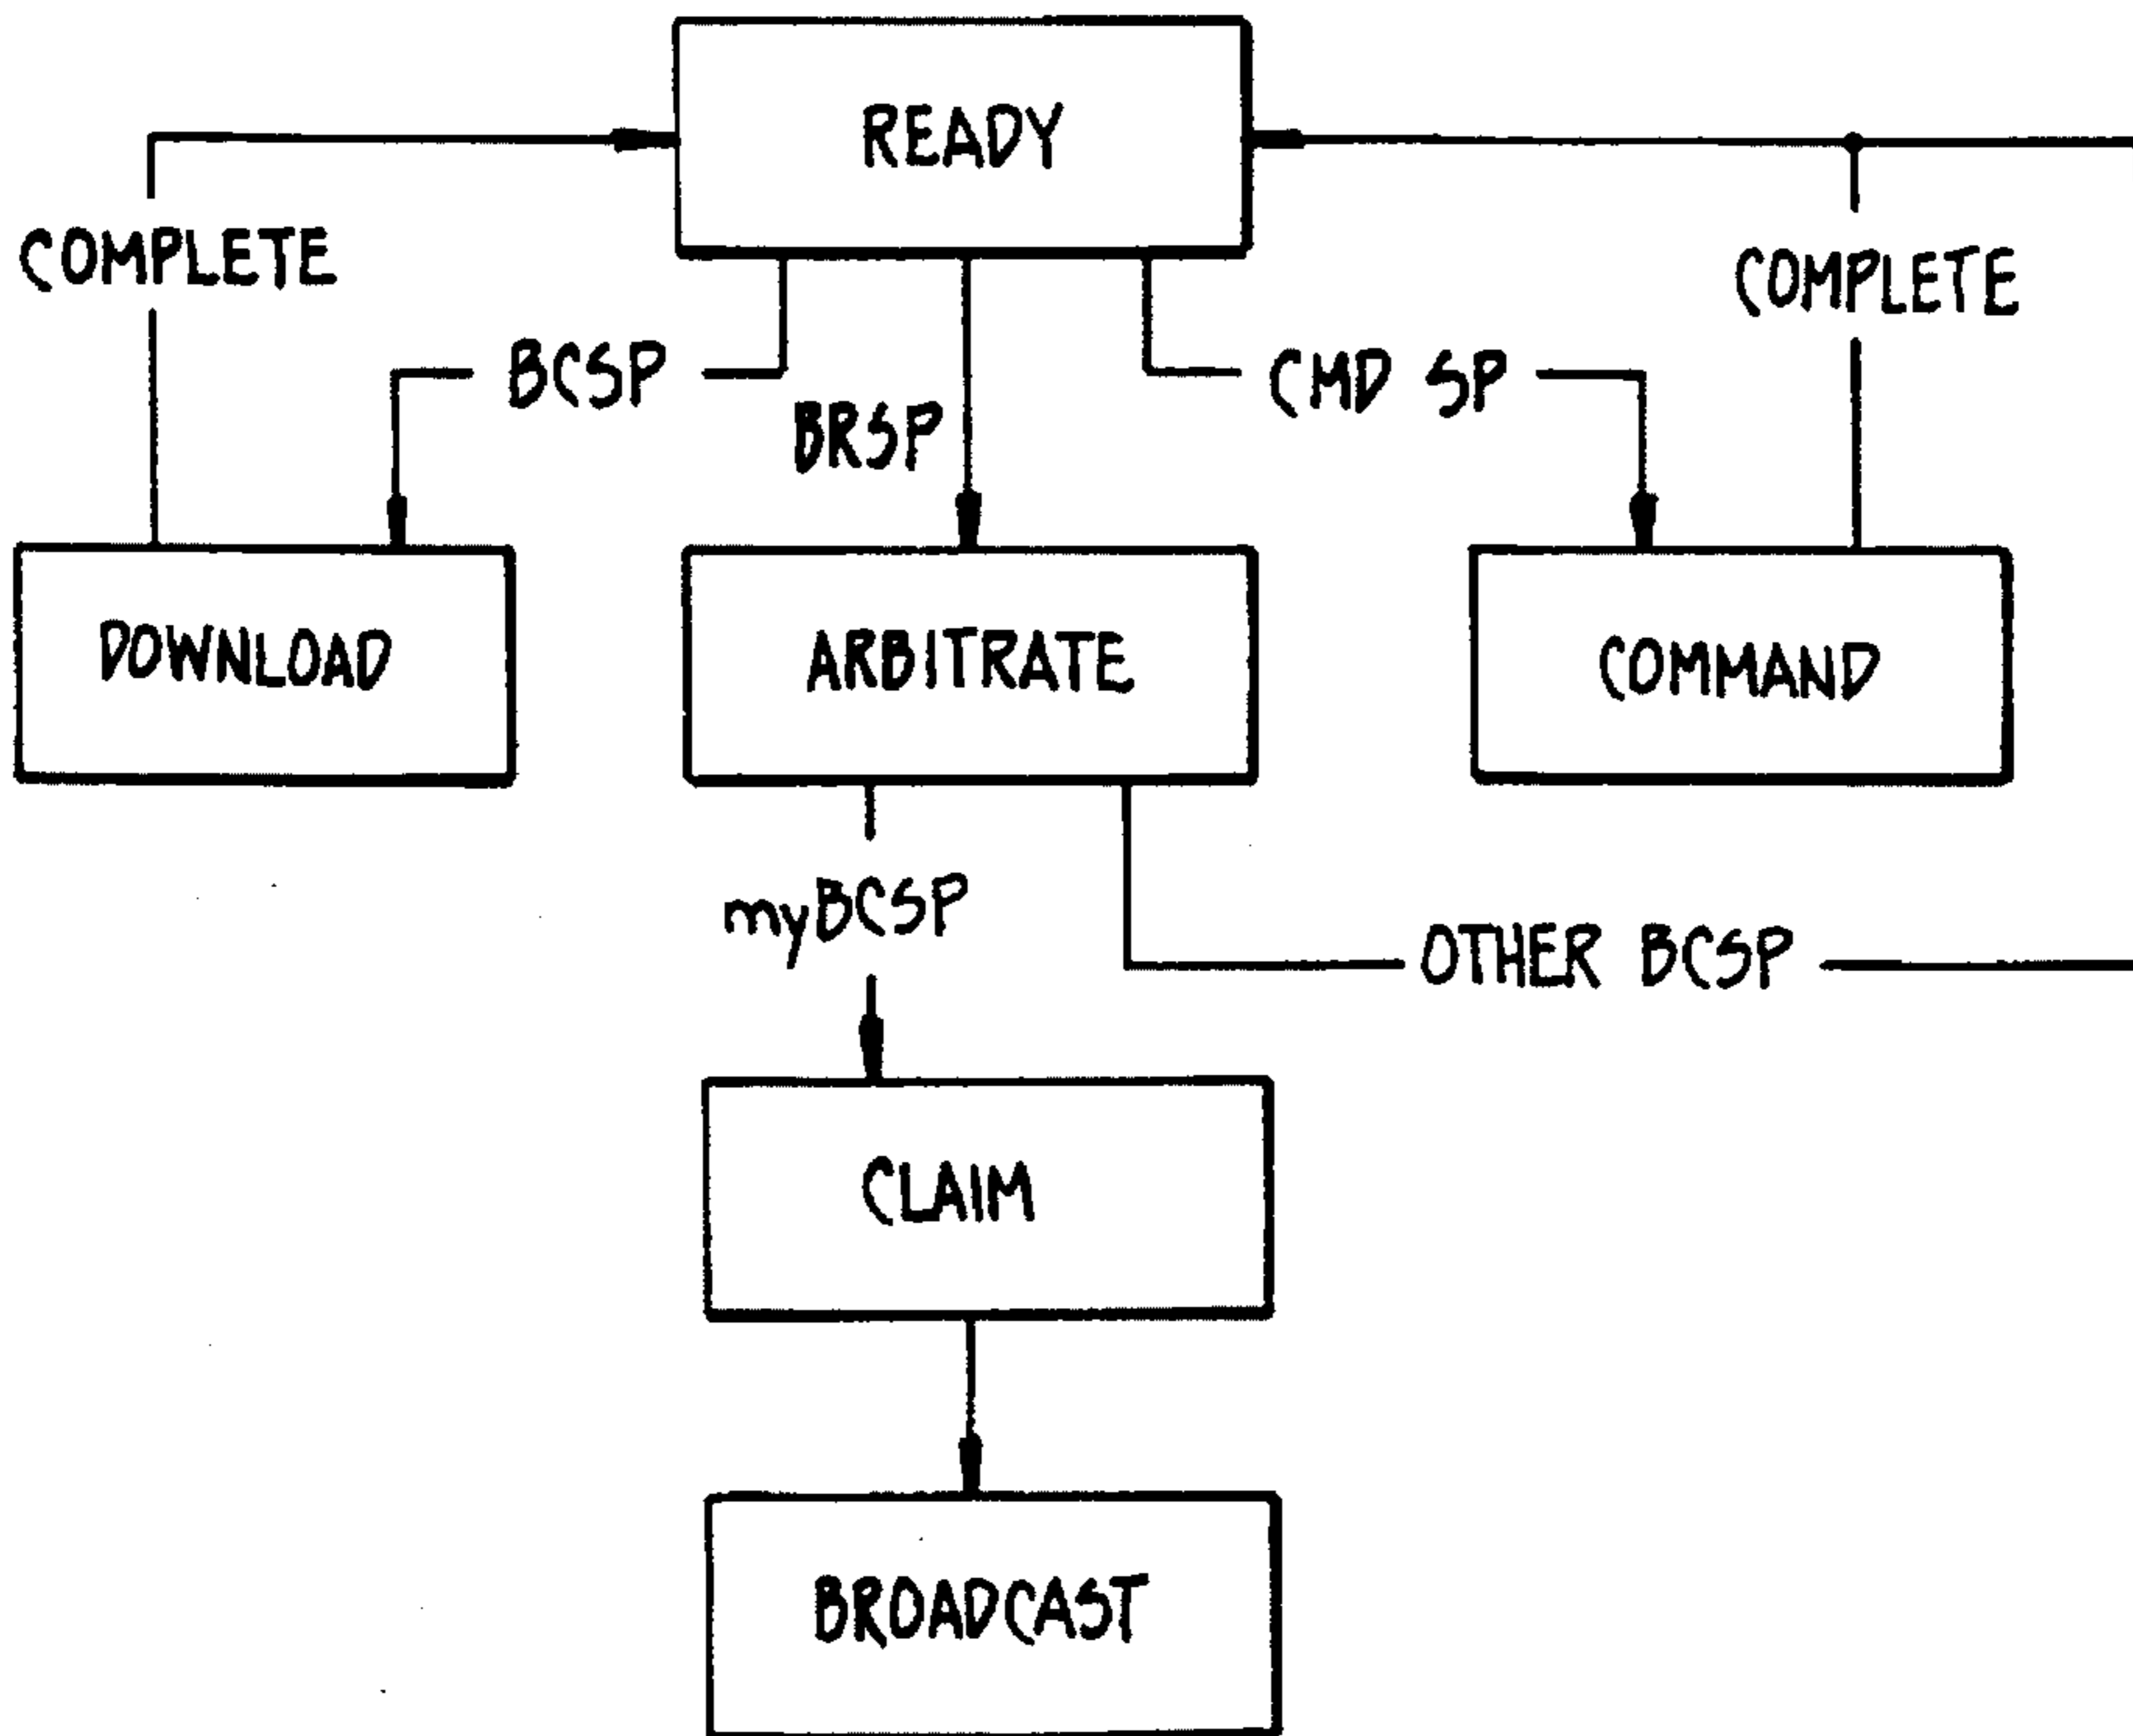 READY
COMPLETE
COMPLETE
BCSP
CMD SP
BRSP
DOWNLOAD
ARBITRATE
COMMAND
myBCSP
OTHER BCSP
CLAIM
BROADCAST